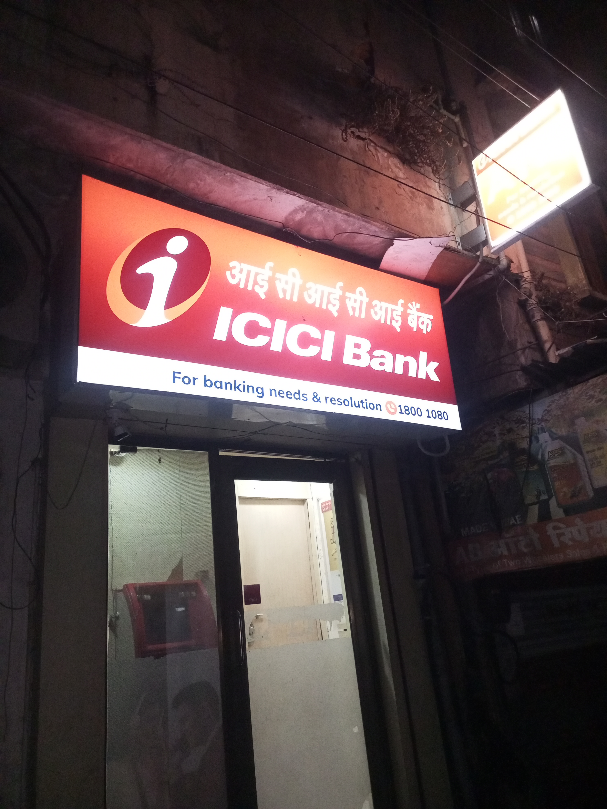 आई सी आई सी आई बैंक
ICICI Bank
For banking needs & resolution 1800 1080